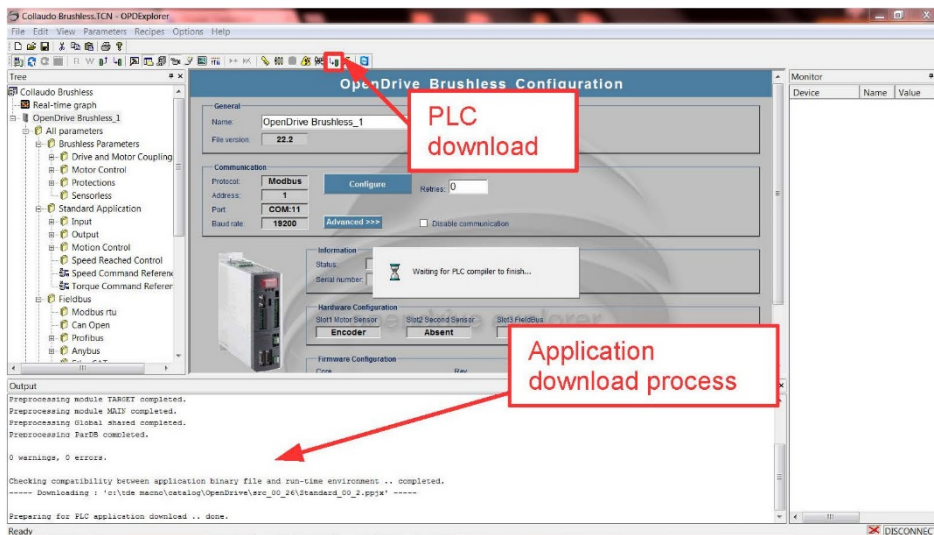 Collaudo Brushless.TCN - OPDExplorer
File Edit View Parameters Recipes Options Help
Tree
Collaudo Brushless
Real-time graph
OpenDrive Brushless_1
All parameters
Brushless Parameters
Drive and Motor Coupling
Motor Control
Protections
Sensorless
Standard Application
Input
Output
Motion Control
Speed Reached Control
Speed Command Referenc
Torque Command Referer
Fieldbus
Modbus rtu
Can Open
Profibus
Anybus
OpenDrive Brushless Configuration
General
Name: OpenDrive Brushless_1
File version: 22.2
Communication
Protocol: Modbus
Configure
Retries: 0
Address: 1
Port COM:11
Baud rate: 19200
Advanced >>>
Disable communication
Information
Status:
Serial number:
Waiting for PLC compiler to finish...
Hardware Configuration
Slot1 Motor Sensor Slot2 Second Sensor Slot3 FieldBus
Encoder Absent
Firmware Configuration
Core Rev
PLC
download
Application
download process
Monitor
Device Name Value
Output
Preprocessing module TARGET completed.
Preprocessing module MAIN completed.
Preprocessing Global shared completed.
Preprocessing ParDB completed.
0 warnings, 0 errors.
Checking compatibility between application binary file and run-time environment .. completed.
----- Downloading : 'c:\tde macno\catalog\OpenDrive\src_00_26\Standard_00_2.ppjx' -----
Preparing for PLC application download .. done.
Ready
DISCONNEC